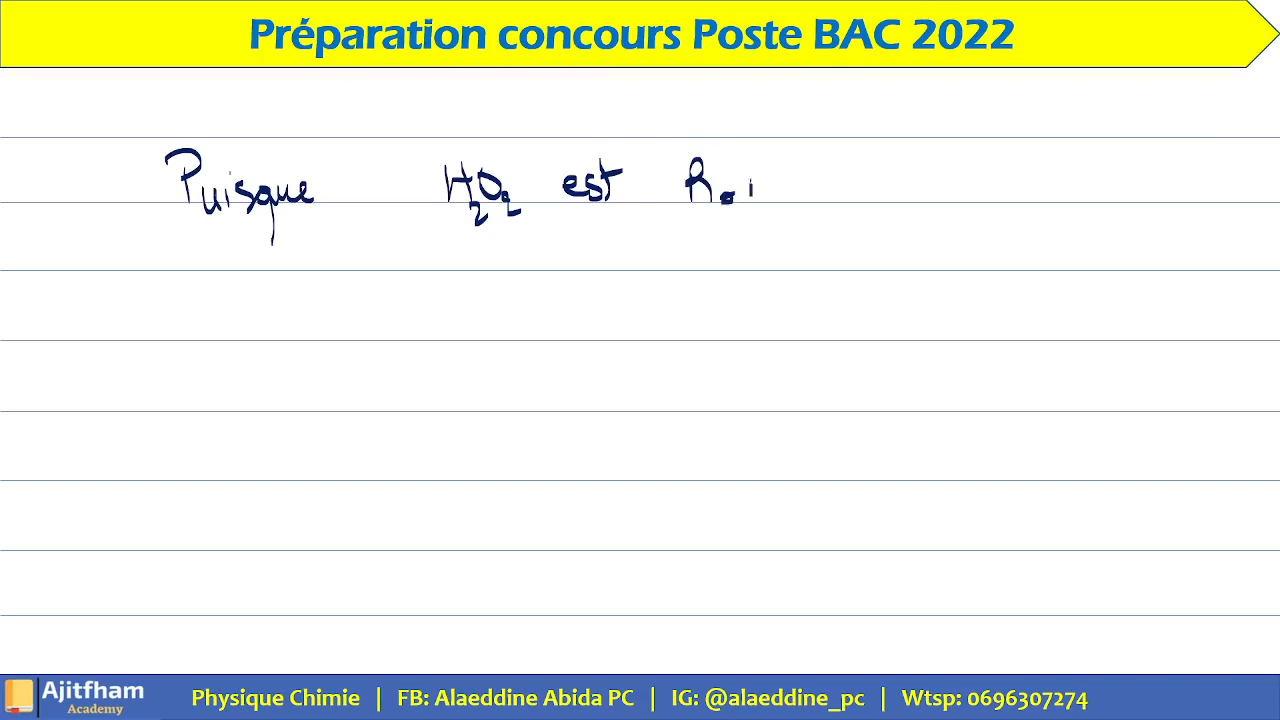 Préparation concours Poste BAC 2022
Puisque H₂O₂ est
Ajitfham
Academy
Physique Chimie | FB: Alaeddine Abida PC | IG: @alaeddine_pc | Wtsp: 0696307274